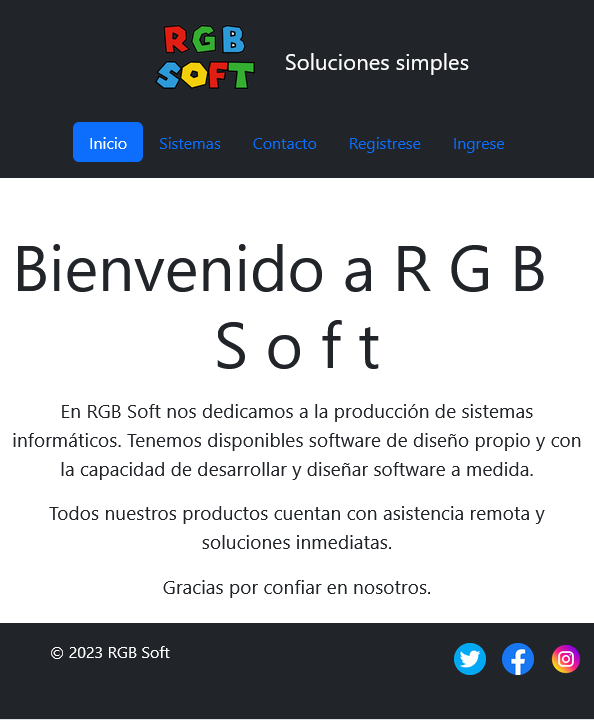 RGB
SOFT
Soluciones simples
Inicio Sistemas Contacto Registrese Ingrese
Bienvenido a R G B
S o f t
En RGB Soft nos dedicamos a la producción de sistemas
informáticos. Tenemos disponibles software de diseño propio y con
la capacidad de desarrollar y diseñar software a medida.
Todos nuestros productos cuentan con asistencia remota y
soluciones inmediatas.
Gracias por confiar en nosotros.
© 2023 RGB Soft